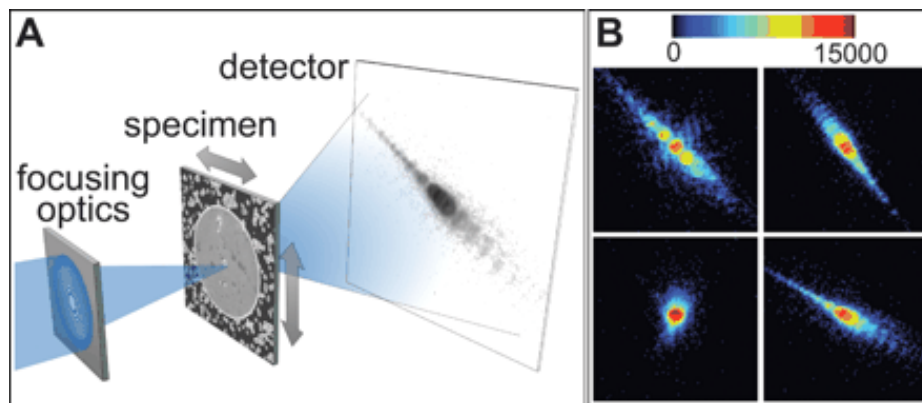 A
detector
specimen
focusing
optics
B
0 15000